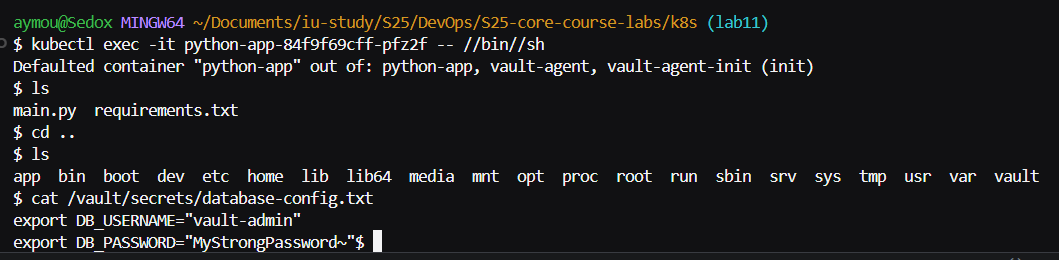 aymou@Sedox MINGW64 ~/Documents/iu-study/S25/DevOps/S25-core-course-labs/k8s (lab11)
$ kubectl exec -it python-app-84f9f69cff-pfz2f -- //bin//sh
Defaulted container "python-app" out of: python-app, vault-agent, vault-agent-init (init)
$ ls
main.py  requirements.txt
$ cd ..
$ ls
app  bin  boot  dev  etc  home  lib  lib64  media  mnt  opt  proc  root  run  sbin  srv  sys  tmp  usr  var  vault
$ cat /vault/secrets/database-config.txt
export DB_USERNAME="vault-admin"
export DB_PASSWORD="MyStrongPassword~"$